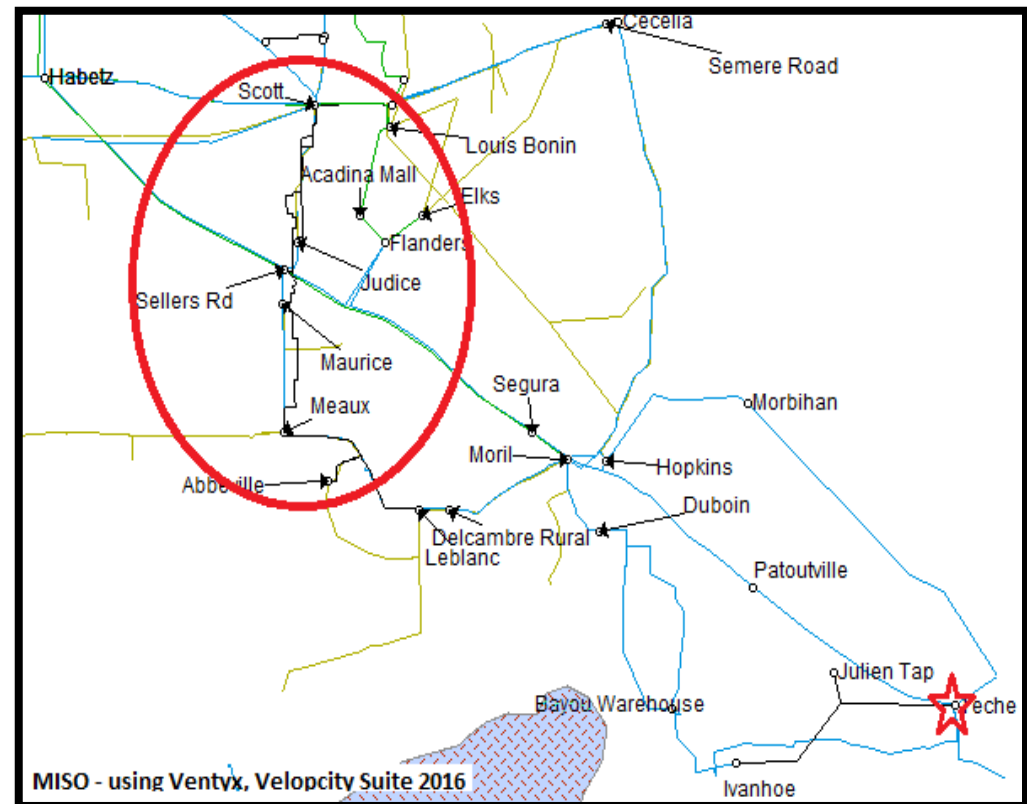 Cecelia
Habetz
Semere Road
Scott
Louis Bonin
Acadina Mall
Elks
Flanders
Judice
Sellers Rd
Maurice
Segura
Meaux
Morbihan
Moril
Hopkins
Abbeville
Duboin
Delcambre Rural
Leblanc
Patoutville
Julien Tap
Bayou Warehouse
eche
Ivanhoe
MISO - using Ventyx, Velopcity Suite 2016